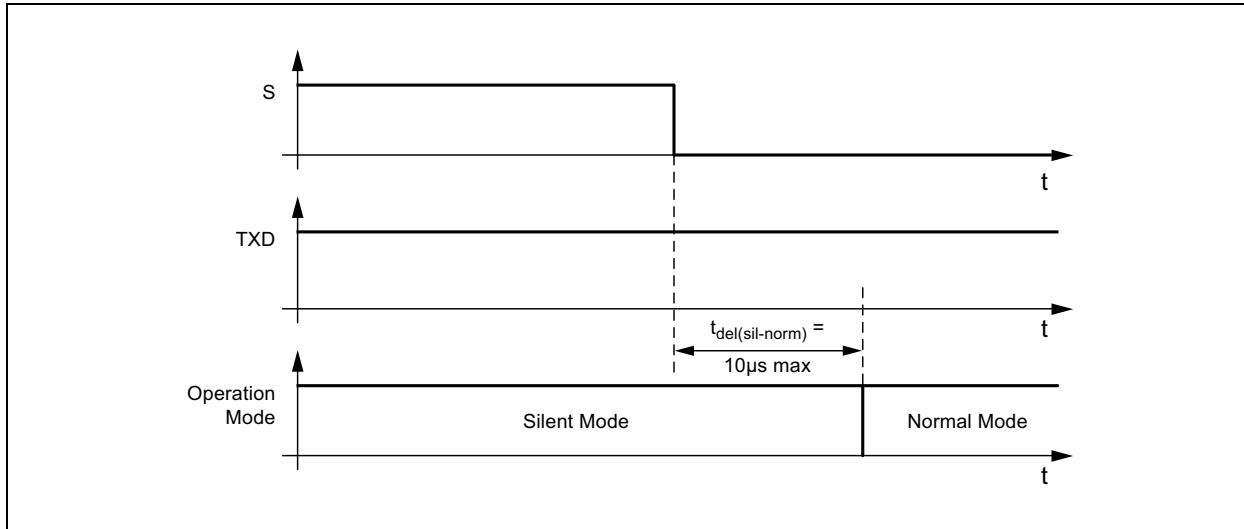 S
t
TXD
t
t_del(sil-norm) =
10µs max
Operation
Mode
Silent Mode
Normal Mode
t